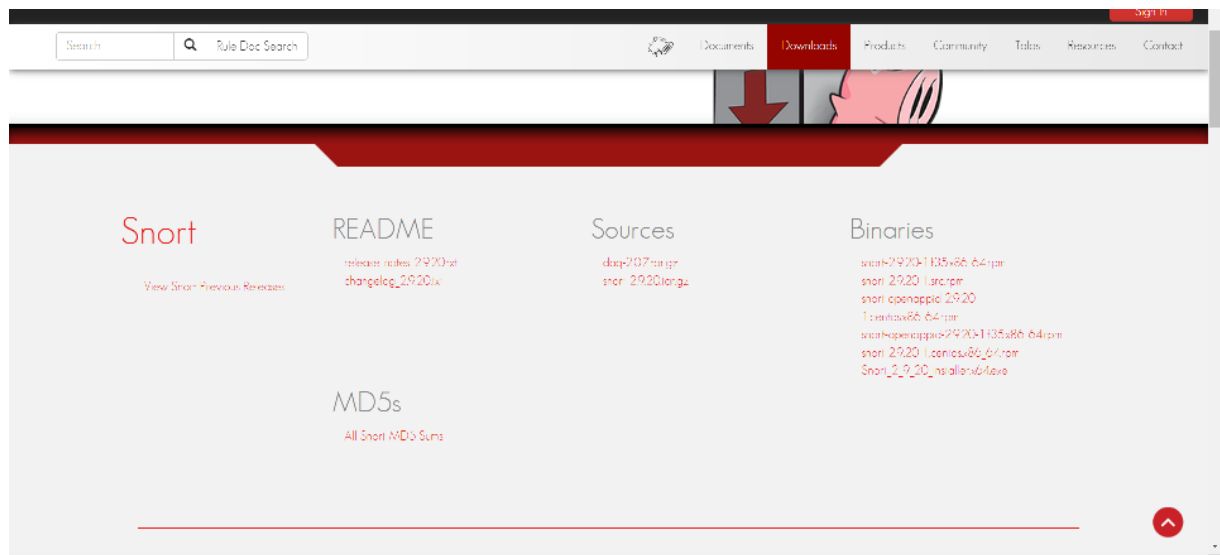 Sign In
Search
Rule Doc Search
Documents
Downloads
Products
Community
Talos
Resources
Contact
Snort
View Snort Previous Releases
README
release_notes_2.9.20.txt
changelog_2.9.20.txt
Sources
daq-2.0.7.tar.gz
snort-2.9.20.tar.gz
Binaries
snort-2.9.20-1.f35.x86_64.rpm
snort-2.9.20-1.src.rpm
snort-openappid-2.9.20-
1.centos.x86_64.rpm
snort-openappid-2.9.20-1.f35.x86_64.rpm
snort-2.9.20-1.centos.x86_64.rpm
Snort_2_9_20_Installer.x64.exe
MD5s
All Snort MD5 Sums